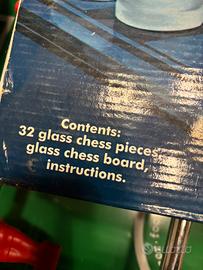 Contents:
32 glass chess pieces,
glass chess board,
instructions.